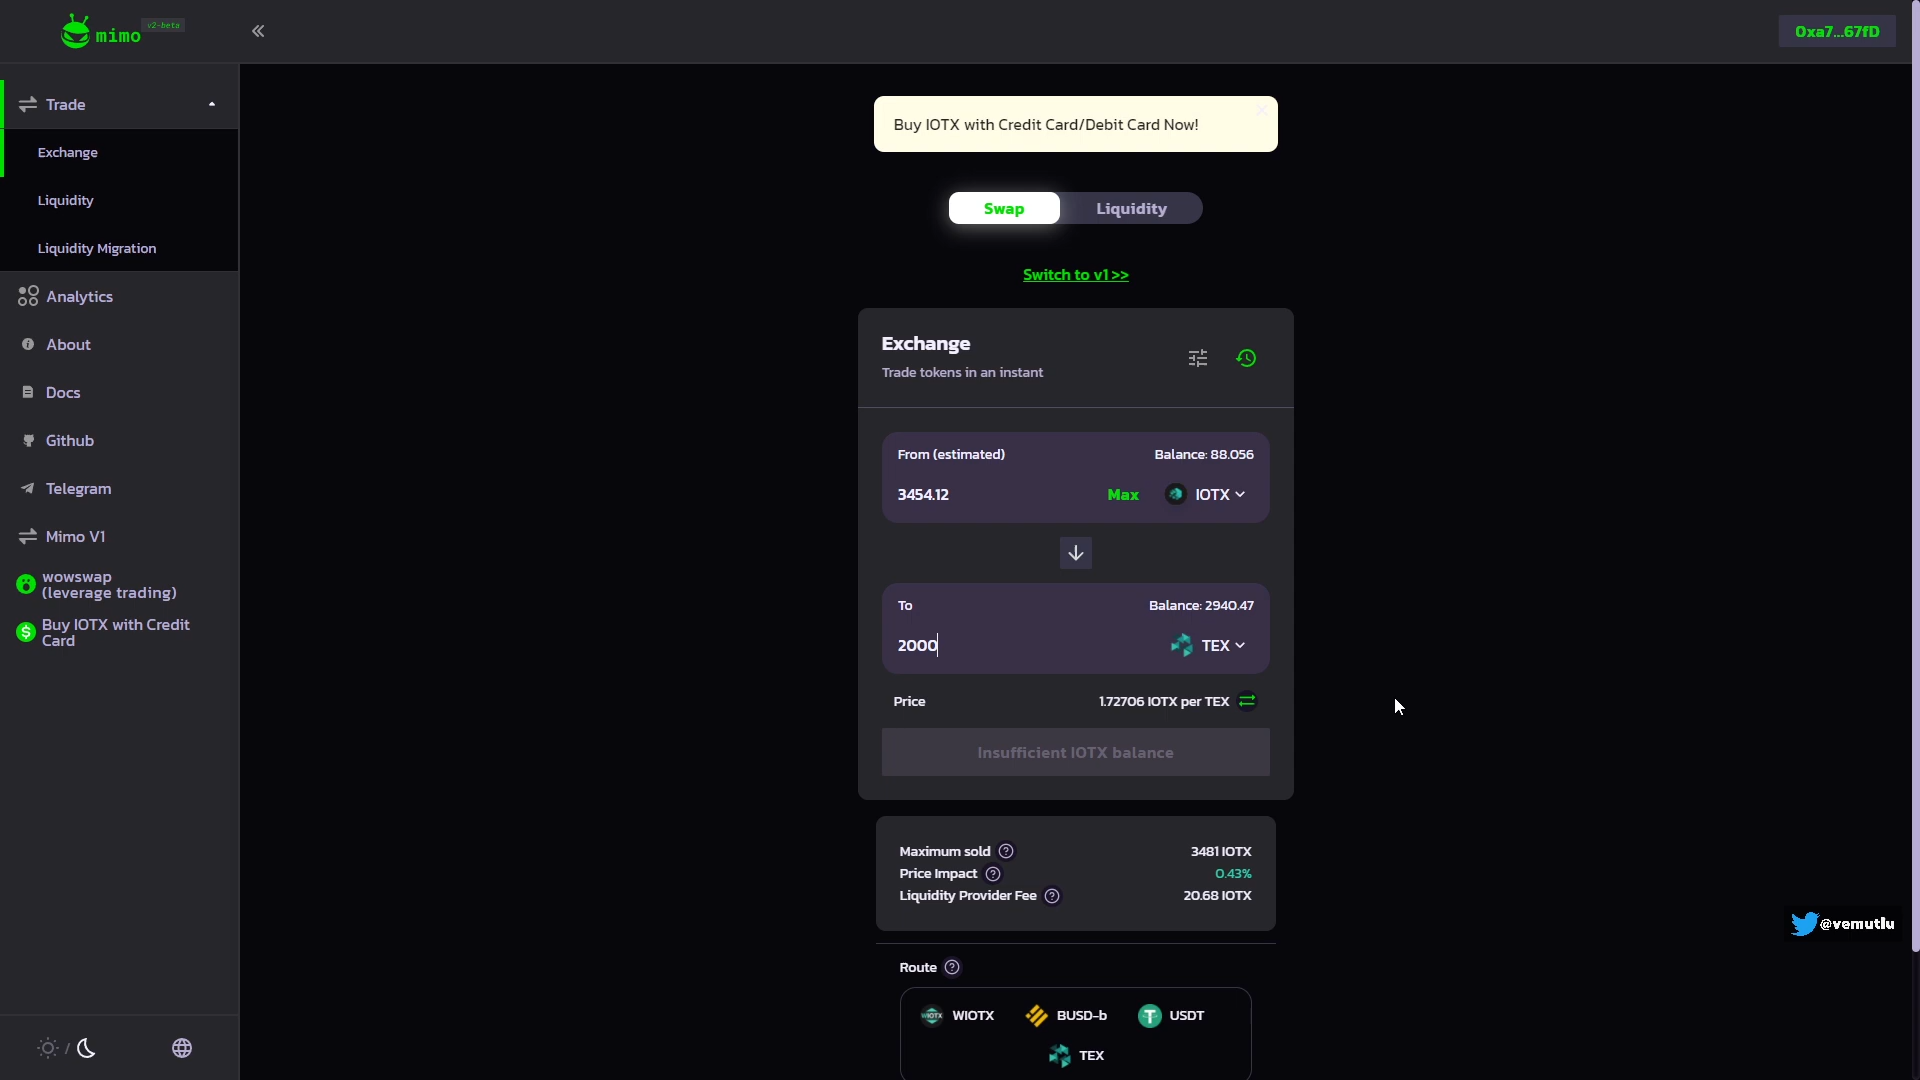 mimo
v2-beta
0xa7...67fD
Trade
Exchange
Liquidity
Liquidity Migration
Analytics
About
Docs
Github
Telegram
Mimo V1
wowswap
(leverage trading)
Buy IOTX with Credit
Card
Buy IOTX with Credit Card/Debit Card Now!
Swap
Liquidity
Switch to v1 >>
Exchange
Trade tokens in an instant
From (estimated)
Balance: 88.056
3454.12
Max
IOTX
To
Balance: 2940.47
2000
TEX
Price
1.72706 IOTX per TEX
Insufficient IOTX balance
Maximum sold
3481 IOTX
Price Impact
0.43%
Liquidity Provider Fee
20.68 IOTX
Route
WIOTX
BUSD-b
USDT
TEX
@vemutlu